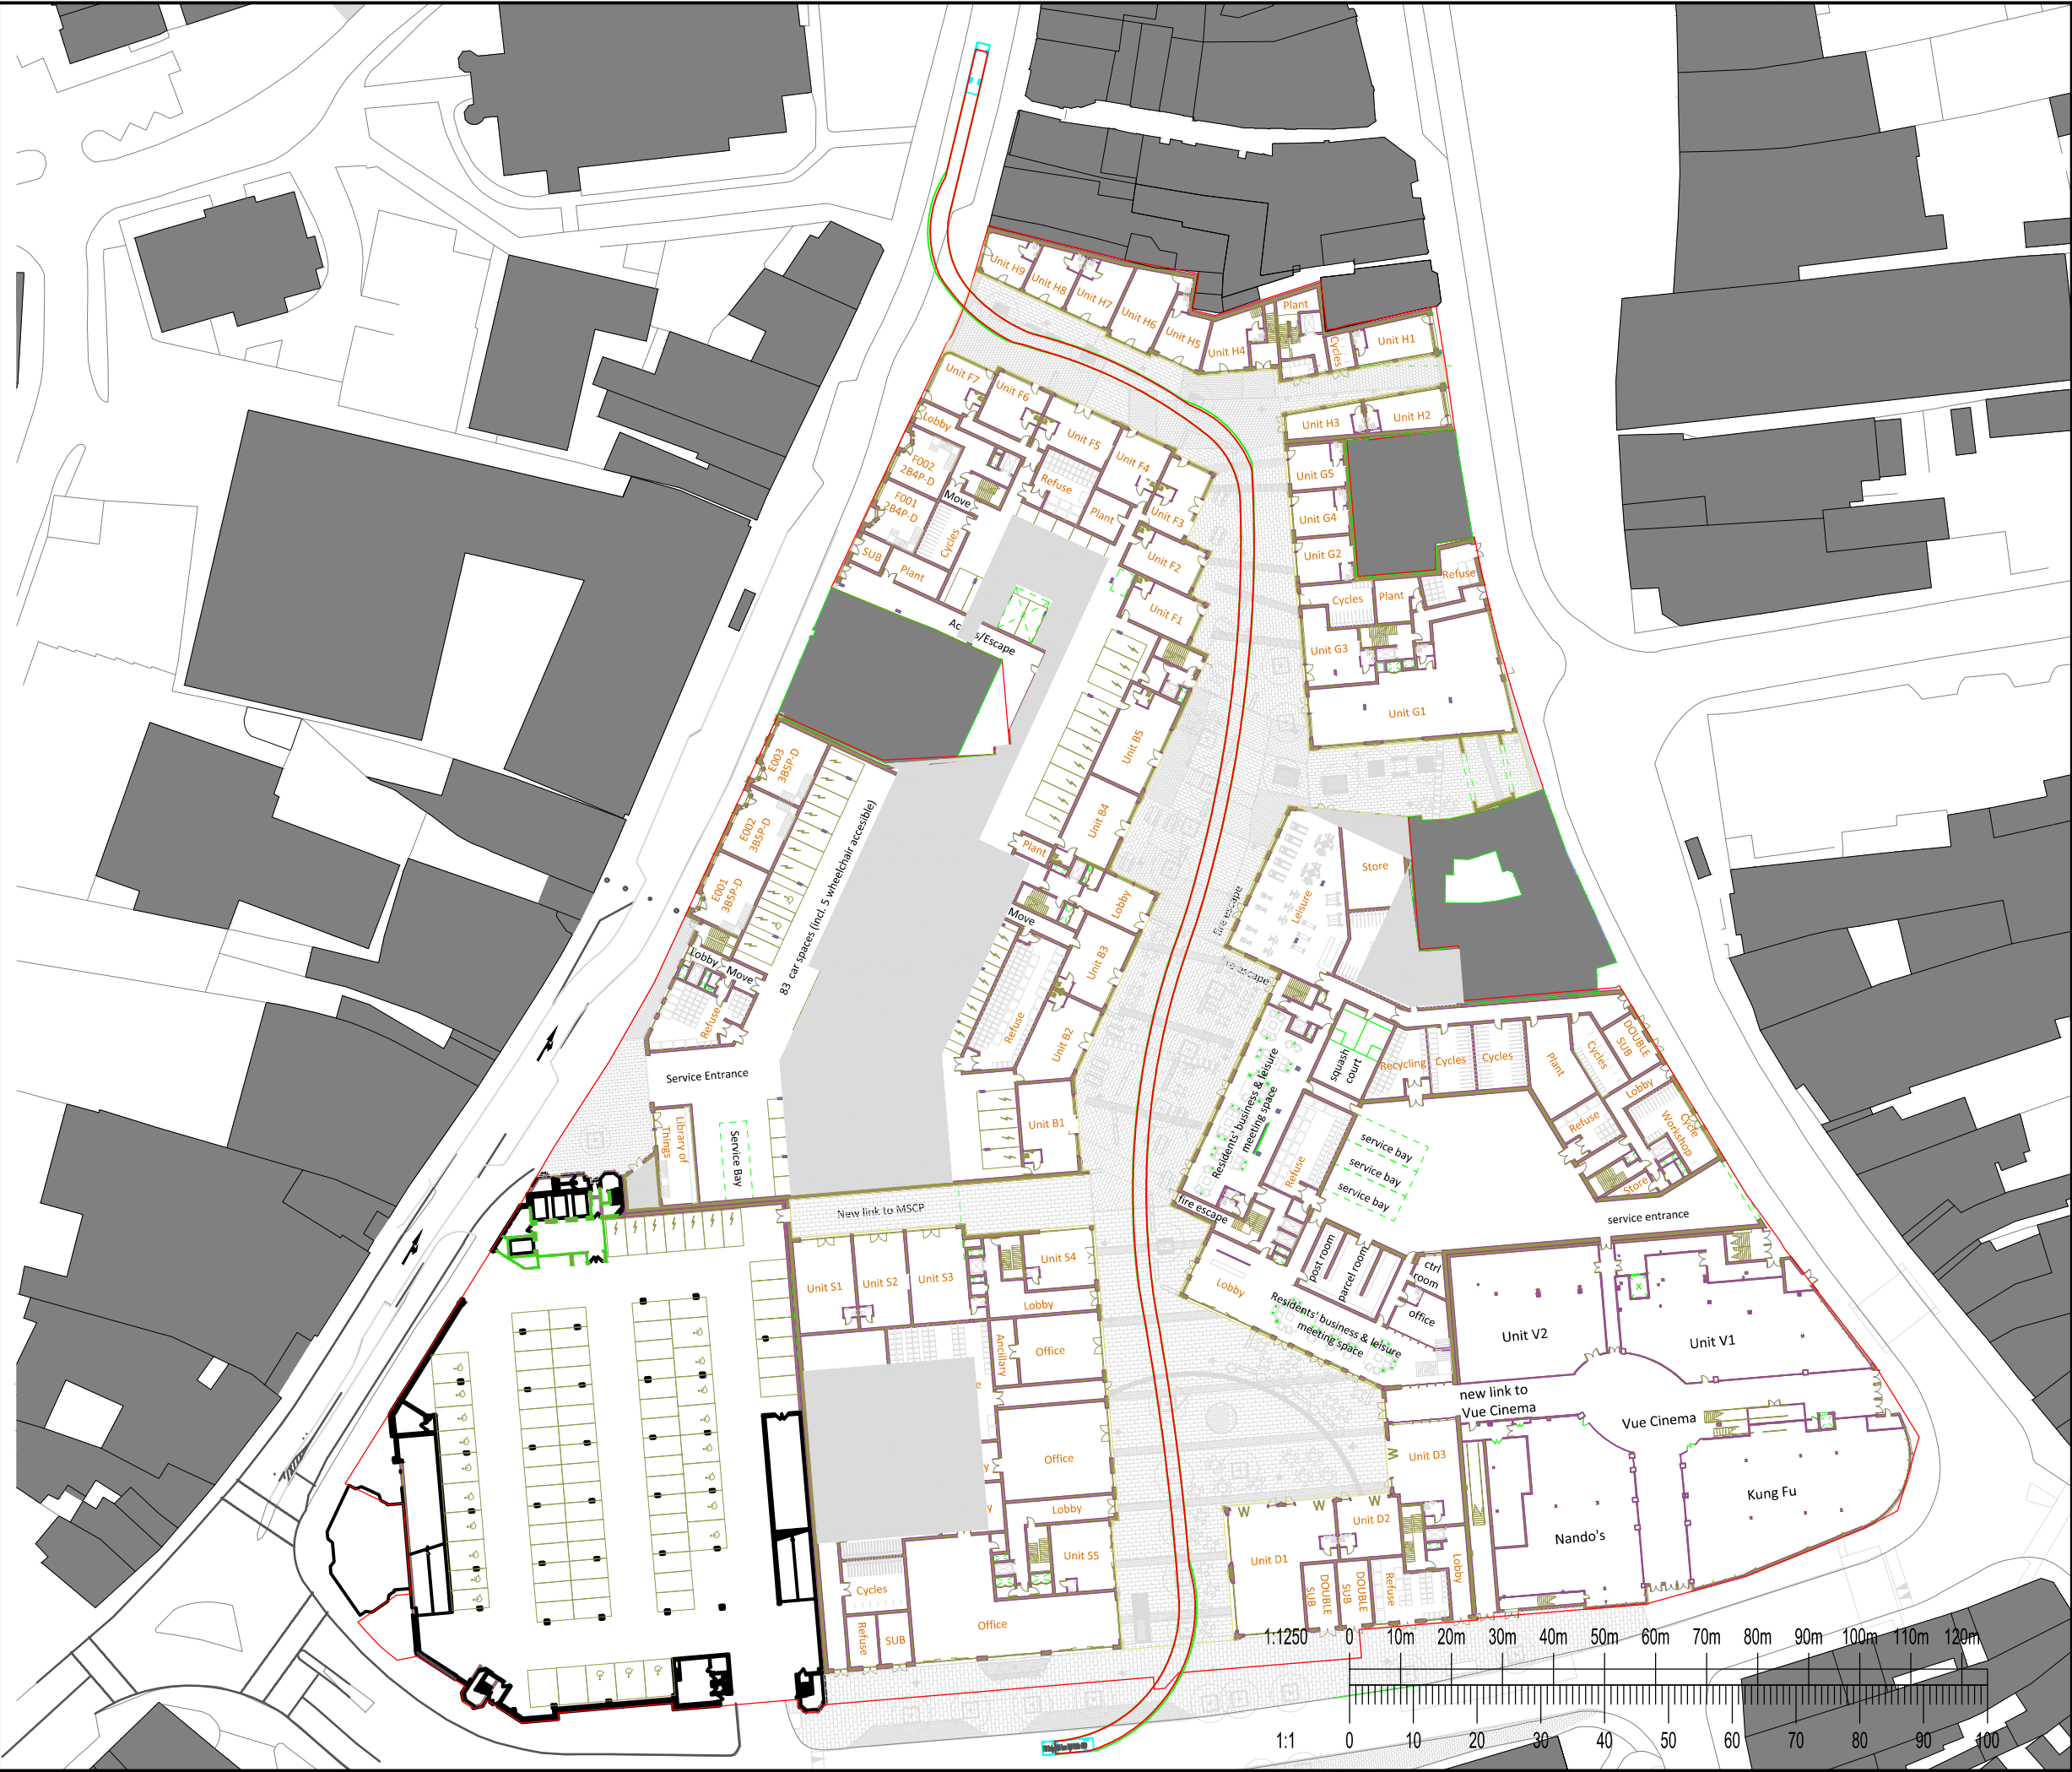 Unit H9
Unit H8
Unit H7
Unit H6
Unit H5
Unit H4
Plant
Cycles
Unit H1
Unit H2
Unit H3
Unit F7
Unit F6
Unit F5
Unit F4
Unit F3
Lobby
F002
2B4P-D
F001
2B4P-D
Move
Refuse
Plant
Cycles
SUB
Plant
Unit F2
Unit F1
Unit G5
Unit G4
Unit G2
Refuse
Cycles
Plant
Unit G3
Unit G1
E003
3B5P-D
E002
3B5P-D
E001
3B5P-D
83 car spaces (incl. 5 wheelchair accesible)
Unit B5
Unit B4
Plant
Lobby
Move
Unit B3
Refuse
Unit B2
Lobby
Move
Refuse
Service Entrance
Library of
Things
Service Bay
Unit B1
New link to MSCP
Store
Leisure
fire escape
fire escape
squash
court
Recycling
Cycles
Cycles
Plant
Cycles
DOUBLE
SUB
Lobby
Refuse
Cycle
Workshop
Store
Residents' business & leisure
meeting space
Refuse
service bay
service bay
service bay
service entrance
fire escape
Lobby
post room
parcel room
ctrl
room
office
Residents' business & leisure
meeting space
Unit V2
Unit V1
new link to
Vue Cinema
Vue Cinema
Kung Fu
Nando's
Unit S1
Unit S2
Unit S3
Unit S4
Lobby
Ancillary
Office
Office
Lobby
Unit S5
Office
Cycles
Refuse
SUB
Unit D3
Unit D2
Unit D1
DOUBLE
SUB
DOUBLE
SUB
Refuse
Lobby
1:1250 0 10m 20m 30m 40m 50m 60m 70m 80m 90m 100m 110m 120m
1:1 0 10 20 30 40 50 60 70 80 90 100